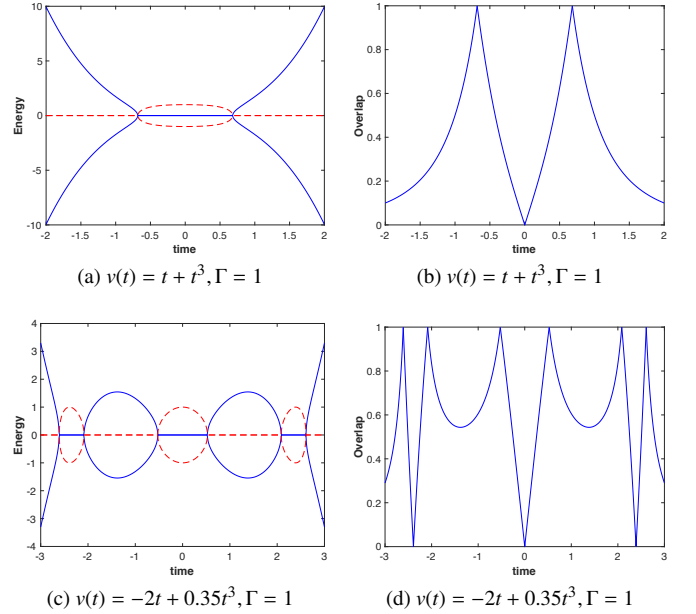 10
5
0
-5
-10
Energy
-2 -1.5 -1 -0.5 0 0.5 1 1.5 2
time
(a) v(t) = t + t³, Γ = 1
1
0.8
0.6
0.4
0.2
0
Overlap
-2 -1.5 -1 -0.5 0 0.5 1 1.5 2
time
(b) v(t) = t + t³, Γ = 1
4
3
2
1
0
-1
-2
-3
-4
Energy
-3 -2 -1 0 1 2 3
time
(c) v(t) = −2t + 0.35t³, Γ = 1
1
0.8
0.6
0.4
0.2
0
Overlap
-3 -2 -1 0 1 2 3
time
(d) v(t) = −2t + 0.35t³, Γ = 1